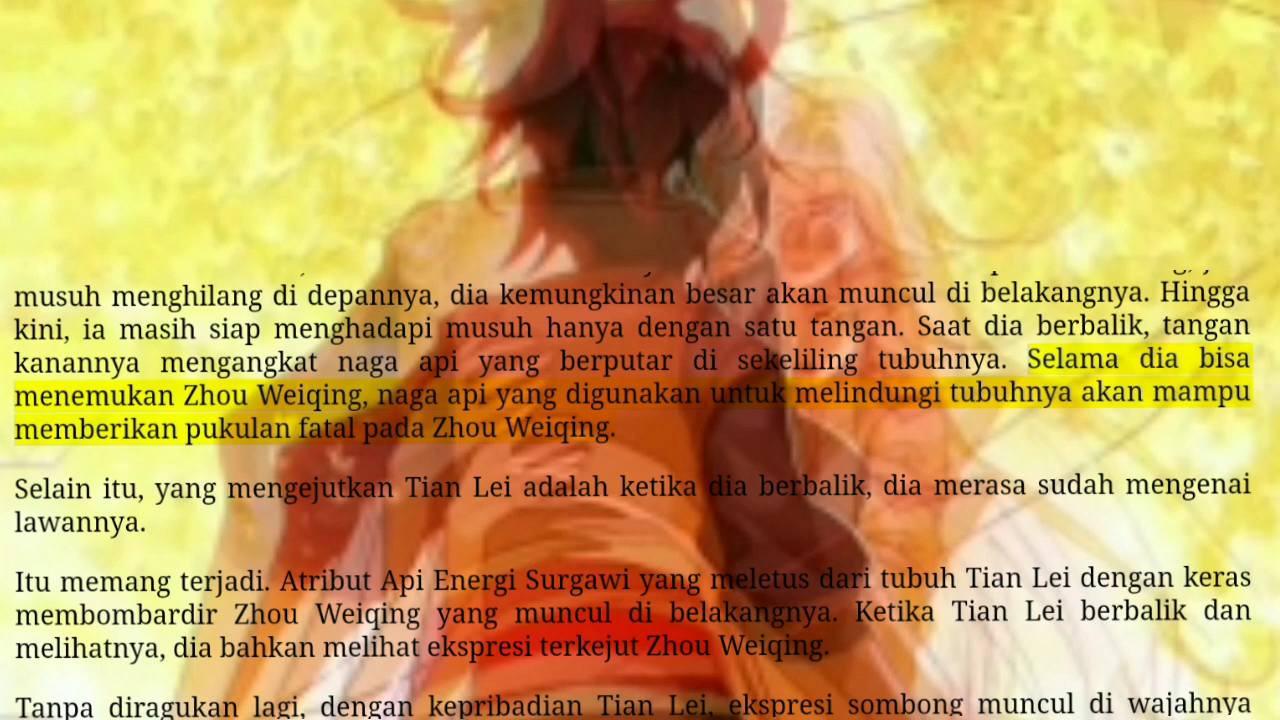 musuh menghilang di depannya, dia kemungkinan besar akan muncul di belakangnya. Hingga
kini, ia masih siap menghadapi musuh hanya dengan satu tangan. Saat dia berbalik, tangan
kanannya mengangkat naga api yang berputar di sekeliling tubuhnya. Selama dia bisa
menemukan Zhou Weiqing, naga api yang digunakan untuk melindungi tubuhnya akan mampu
memberikan pukulan fatal pada Zhou Weiqing.
Selain itu, yang mengejutkan Tian Lei adalah ketika dia berbalik, dia merasa sudah mengenai
lawannya.
Itu memang terjadi. Atribut Api Energi Surgawi yang meletus dari tubuh Tian Lei dengan keras
membombardir Zhou Weiqing yang muncul di belakangnya. Ketika Tian Lei berbalik dan
melihatnya, dia bahkan melihat ekspresi terkejut Zhou Weiqing.
Tanpa diragukan lagi, dengan kepribadian Tian Lei, ekspresi sombong muncul di wajahnya